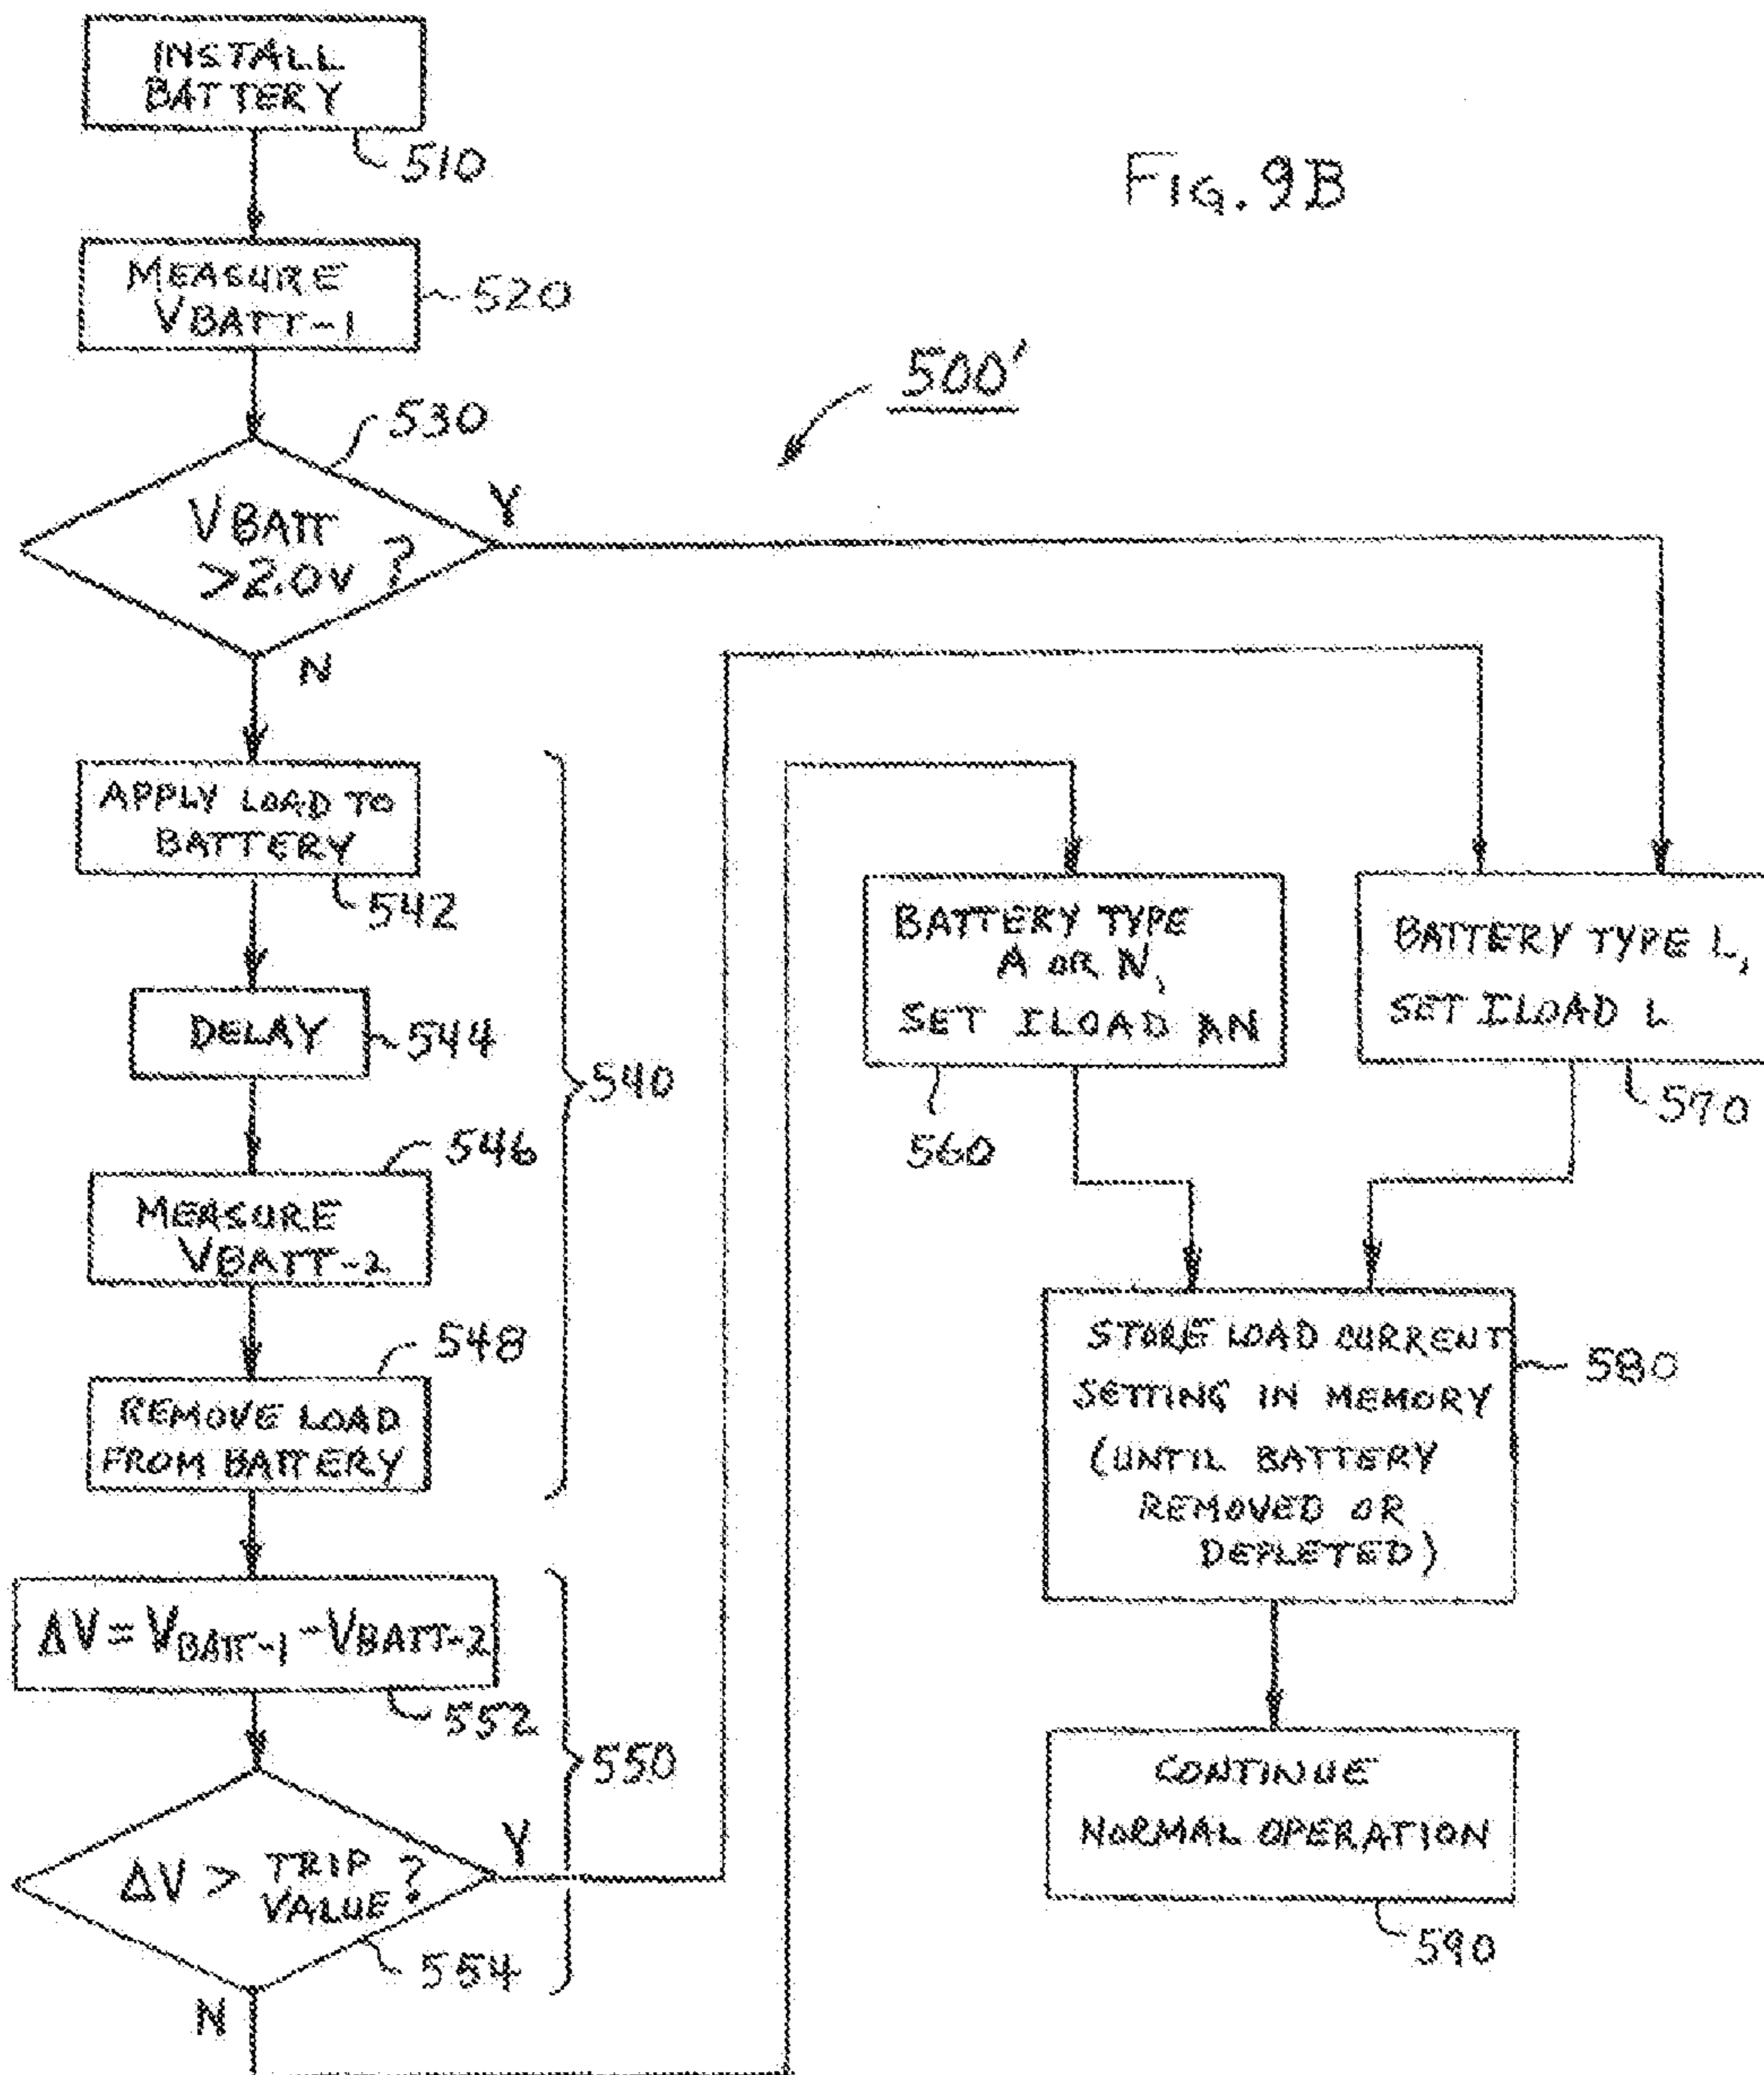 INSTALL
BATTERY
510
FIG. 9B
MEASURE
VBATT-1
520
500'
530
VBATT
>2.0V ?
Y
N
APPLY LOAD TO
BATTERY
542
DELAY
544
540
546
MEASURE
VBATT-2
548
REMOVE LOAD
FROM BATTERY
ΔV = VBATT-1 - VBATT-2
552
550
ΔV > TRIP
VALUE ?
Y
554
N
BATTERY TYPE
A OR N,
SET ILOAD AN
560
BATTERY TYPE L,
SET ILOAD L
570
STORE LOAD CURRENT
SETTING IN MEMORY
(UNTIL BATTERY
REMOVED OR
DEPLETED)
580
CONTINUE
NORMAL OPERATION
590